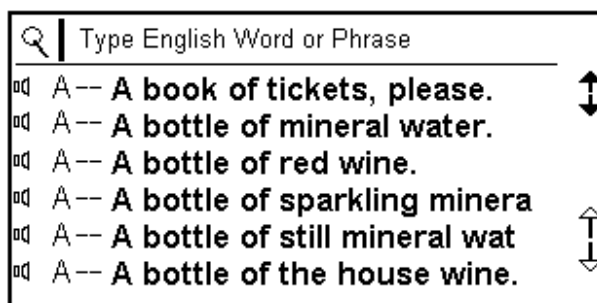 Type English Word or Phrase
A-- A book of tickets, please.
A-- A bottle of mineral water.
A-- A bottle of red wine.
A-- A bottle of sparkling minera
A-- A bottle of still mineral wat
A-- A bottle of the house wine.